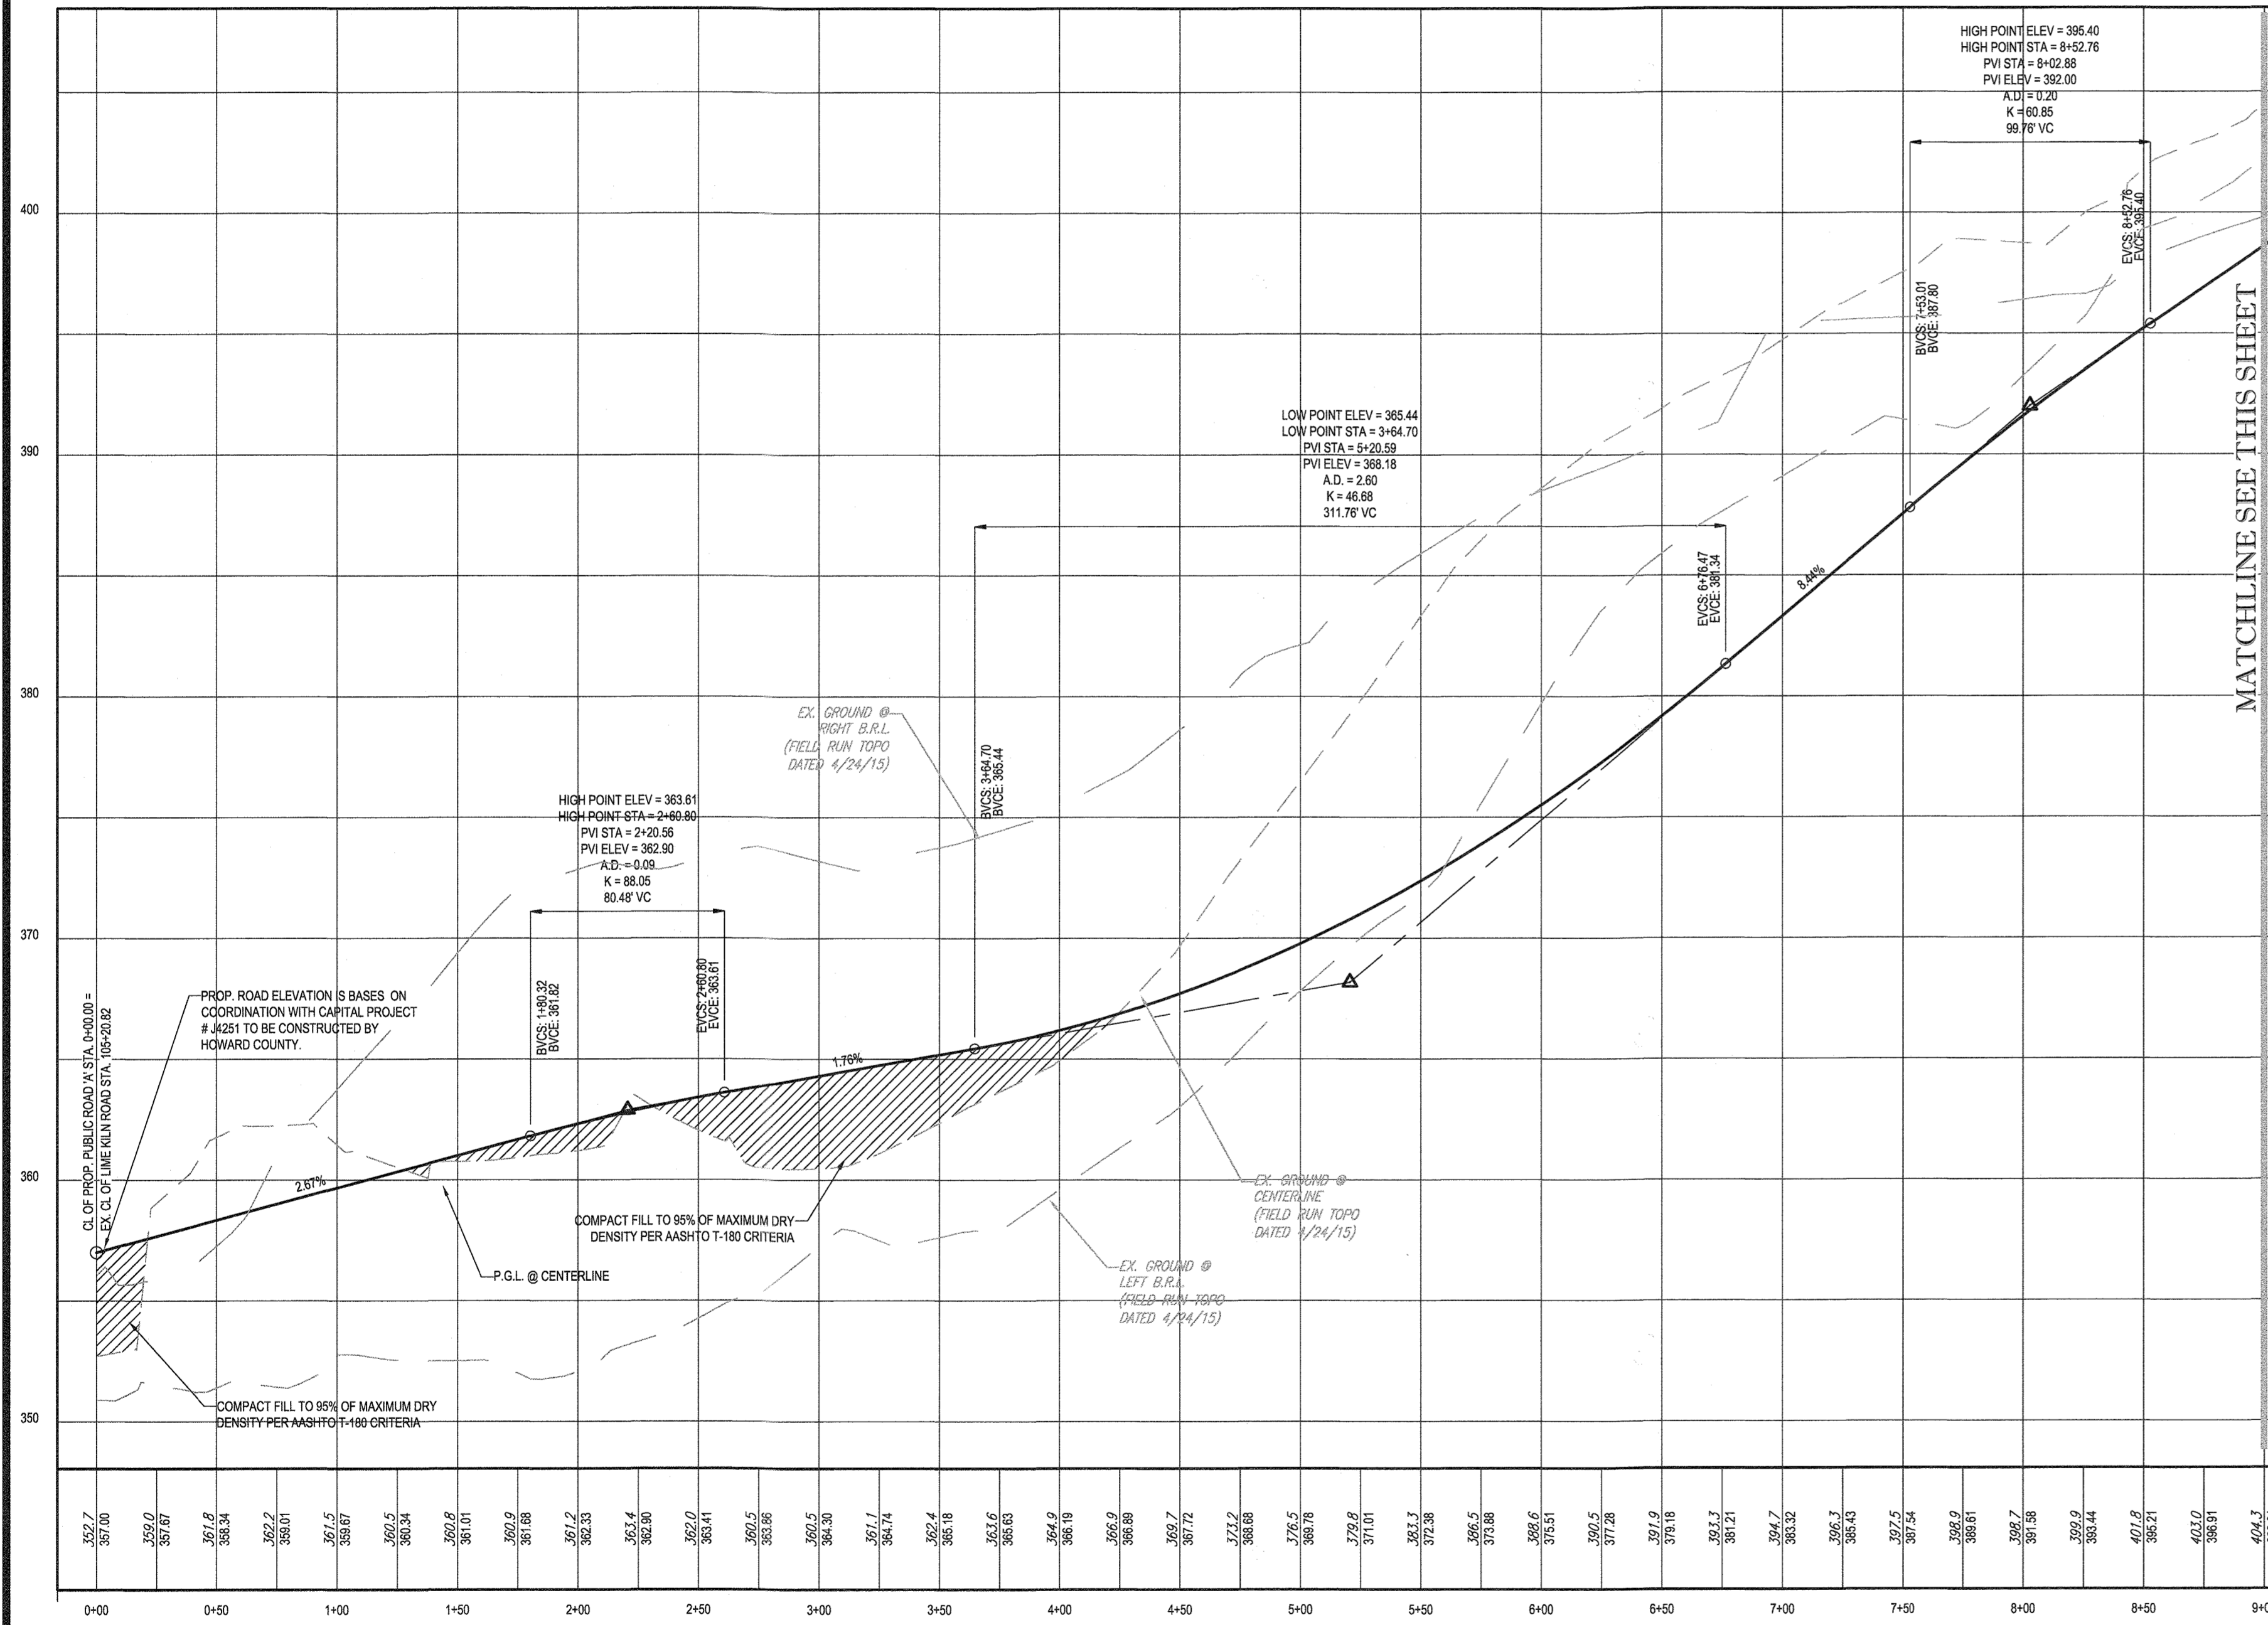 HIGH POINT ELEV = 395.40
HIGH POINT STA = 8+52.76
PVI STA = 8+02.88
PVI ELEV = 392.00
A.D. = 0.20
K = 60.85
99.76' VC
400
EVCS: 8+52.76
EVCE: 395.40
BVCS: 7+53.01
BVCE: 387.80
MATCHLINE SEE THIS SHEET
LOW POINT ELEV = 365.44
LOW POINT STA = 3+64.70
PVI STA = 5+20.59
PVI ELEV = 368.18
A.D. = 2.60
K = 46.68
311.76' VC
390
EVCS: 6+76.47
EVCE: 381.34
8.44%
380
EX. GROUND @
RIGHT B.R.L.
(FIELD RUN TOPO
DATED 4/24/15)
BVCS: 3+64.70
BVCE: 365.44
HIGH POINT ELEV = 363.61
HIGH POINT STA = 2+60.80
PVI STA = 2+20.56
PVI ELEV = 362.90
A.D. = 0.09
K = 88.05
80.48' VC
370
CL OF PROP. PUBLIC ROAD 'A' STA. 0+00.00 =
EX. CL OF LIME KILN ROAD STA. 105+20.82
PROP. ROAD ELEVATION IS BASES ON
COORDINATION WITH CAPITAL PROJECT
# J4251 TO BE CONSTRUCTED BY
HOWARD COUNTY.
BVCS: 1+80.32
BVCE: 361.82
EVCS: 2+60.80
EVCE: 363.61
1.76%
360
2.67%
COMPACT FILL TO 95% OF MAXIMUM DRY
DENSITY PER AASHTO T-180 CRITERIA
P.G.L. @ CENTERLINE
EX. GROUND @
CENTERLINE
(FIELD RUN TOPO
DATED 4/24/15)
EX. GROUND @
LEFT B.R.L.
(FIELD RUN TOPO
DATED 4/24/15)
COMPACT FILL TO 95% OF MAXIMUM DRY
DENSITY PER AASHTO T-180 CRITERIA
350
352.7 359.0 361.8 362.2 361.5 360.5 360.8 360.9 361.2 363.4 362.0 360.5 360.5 361.1 362.4 363.6 364.9 366.9 369.7 373.2 376.5 379.8 383.3 386.5 388.6 390.5 391.9 393.3 394.7 396.3 397.5 398.9 398.7 399.9 401.8 403.0 404.3
357.00 357.67 358.34 359.01 359.67 360.34 361.01 361.68 362.33 362.90 363.41 363.86 364.30 364.74 365.18 365.63 366.19 366.89 367.72 368.68 369.78 371.01 372.38 373.88 375.51 377.28 379.18 381.21 383.32 385.43 387.54 389.61 391.58 393.44 395.21 396.91
0+00 0+50 1+00 1+50 2+00 2+50 3+00 3+50 4+00 4+50 5+00 5+50 6+00 6+50 7+00 7+50 8+00 8+50